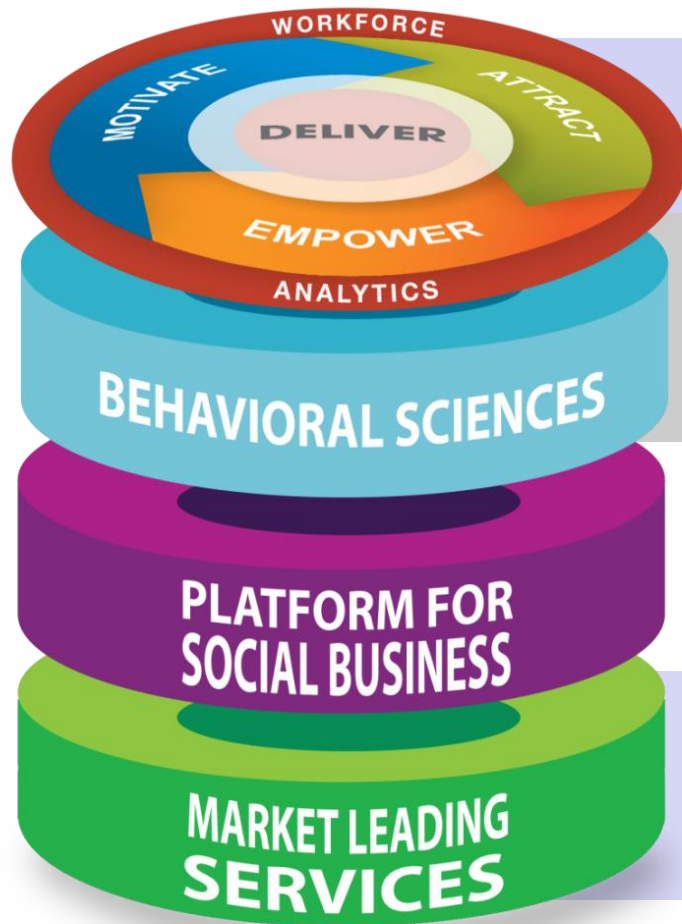 WORKFORCE
MOTIVATE
ATTRACT
DELIVER
EMPOWER
ANALYTICS
BEHAVIORAL SCIENCES
PLATFORM FOR
SOCIAL BUSINESS
MARKET LEADING
SERVICES